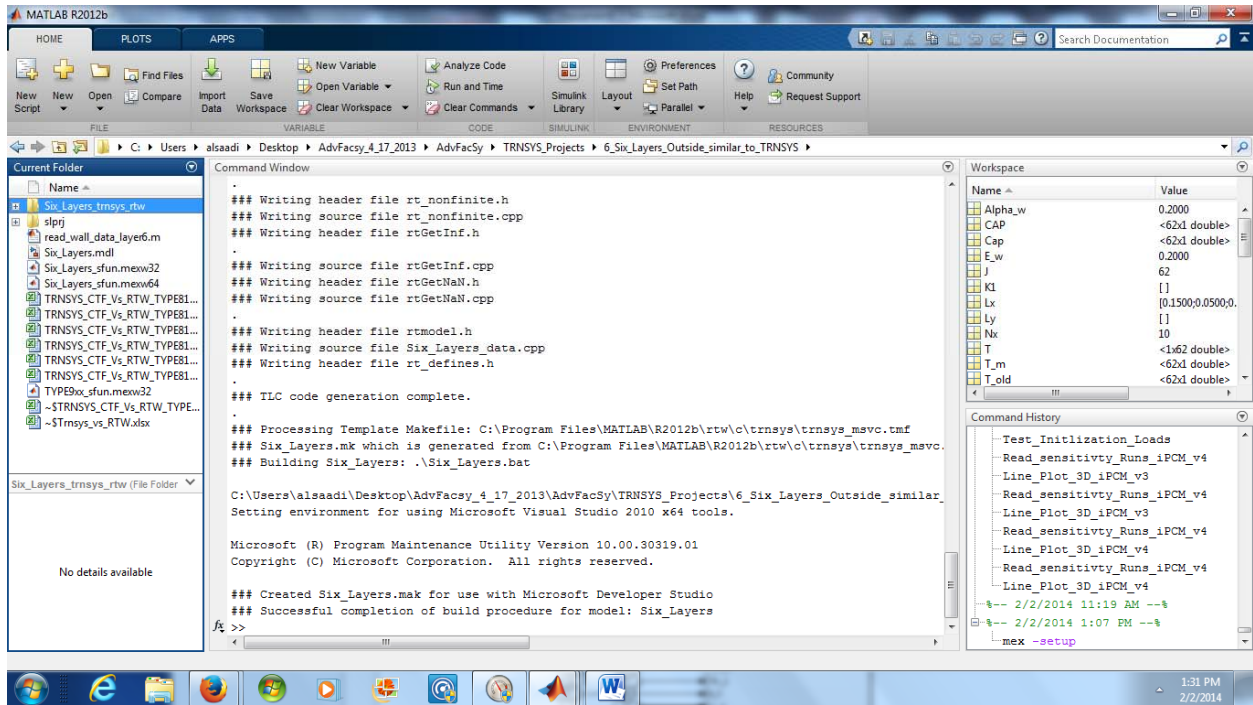 MATLAB R2012b
HOME PLOTS APPS
Search Documentation
New Script
New
Open
Find Files
Compare
Import Data
Save Workspace
New Variable
Open Variable
Clear Workspace
Analyze Code
Run and Time
Clear Commands
Simulink Library
Layout
Preferences
Set Path
Parallel
Help
Community
Request Support
FILE VARIABLE CODE SIMULINK ENVIRONMENT RESOURCES
C: Users alsaadi Desktop AdvFacsy_4_17_2013 AdvFacSy TRNSYS_Projects 6_Six_Layers_Outside_similar_to_TRNSYS
Current Folder
Name
Six_Layers_trnsys_rtw
slprj
read_wall_data_layer6.m
Six_Layers.mdl
Six_Layers_sfun.mexw32
Six_Layers_sfun.mexw64
TRNSYS_CTF_Vs_RTW_TYPE81...
TRNSYS_CTF_Vs_RTW_TYPE81...
TRNSYS_CTF_Vs_RTW_TYPE81...
TRNSYS_CTF_Vs_RTW_TYPE81...
TRNSYS_CTF_Vs_RTW_TYPE81...
TRNSYS_CTF_Vs_RTW_TYPE81...
TYPE9xx_sfun.mexw32
~$TRNSYS_CTF_Vs_RTW_TYPE...
~$Trnsys_vs_RTW.xlsx
Six_Layers_trnsys_rtw (File Folder)
No details available
Command Window
.
### Writing header file rt_nonfinite.h
### Writing source file rt_nonfinite.cpp
### Writing header file rtGetInf.h
.
### Writing source file rtGetInf.cpp
### Writing header file rtGetNaN.h
### Writing source file rtGetNaN.cpp
.
### Writing header file rtmodel.h
### Writing source file Six_Layers_data.cpp
### Writing header file rt_defines.h
.
### TLC code generation complete.
.
### Processing Template Makefile: C:\Program Files\MATLAB\R2012b\rtw\c\trnsys\trnsys_msvc.tmf
### Six_Layers.mk which is generated from C:\Program Files\MATLAB\R2012b\rtw\c\trnsys\trnsys_msvc.
### Building Six_Layers: .\Six_Layers.bat
C:\Users\alsaadi\Desktop\AdvFacsy_4_17_2013\AdvFacSy\TRNSYS_Projects\6_Six_Layers_Outside_similar_
Setting environment for using Microsoft Visual Studio 2010 x64 tools.
Microsoft (R) Program Maintenance Utility Version 10.00.30319.01
Copyright (C) Microsoft Corporation. All rights reserved.
### Created Six_Layers.mak for use with Microsoft Developer Studio
### Successful completion of build procedure for model: Six_Layers
fx >>
Workspace
Name Value
Alpha_w 0.2000
CAP <62x1 double>
Cap <62x1 double>
E_w 0.2000
J 62
K1 []
Lx [0.1500;0.0500;0.
Ly []
Nx 10
T <1x62 double>
T_m <62x1 double>
T_old <62x1 double>
Command History
Test_Initlization_Loads
Read_sensitivty_Runs_iPCM_v4
Line_Plot_3D_iPCM_v3
Read_sensitivty_Runs_iPCM_v4
Line_Plot_3D_iPCM_v3
Read_sensitivty_Runs_iPCM_v4
Line_Plot_3D_iPCM_v4
Read_sensitivty_Runs_iPCM_v4
Line_Plot_3D_iPCM_v4
%-- 2/2/2014 11:19 AM --%
%-- 2/2/2014 1:07 PM --%
mex -setup
1:31 PM
2/2/2014